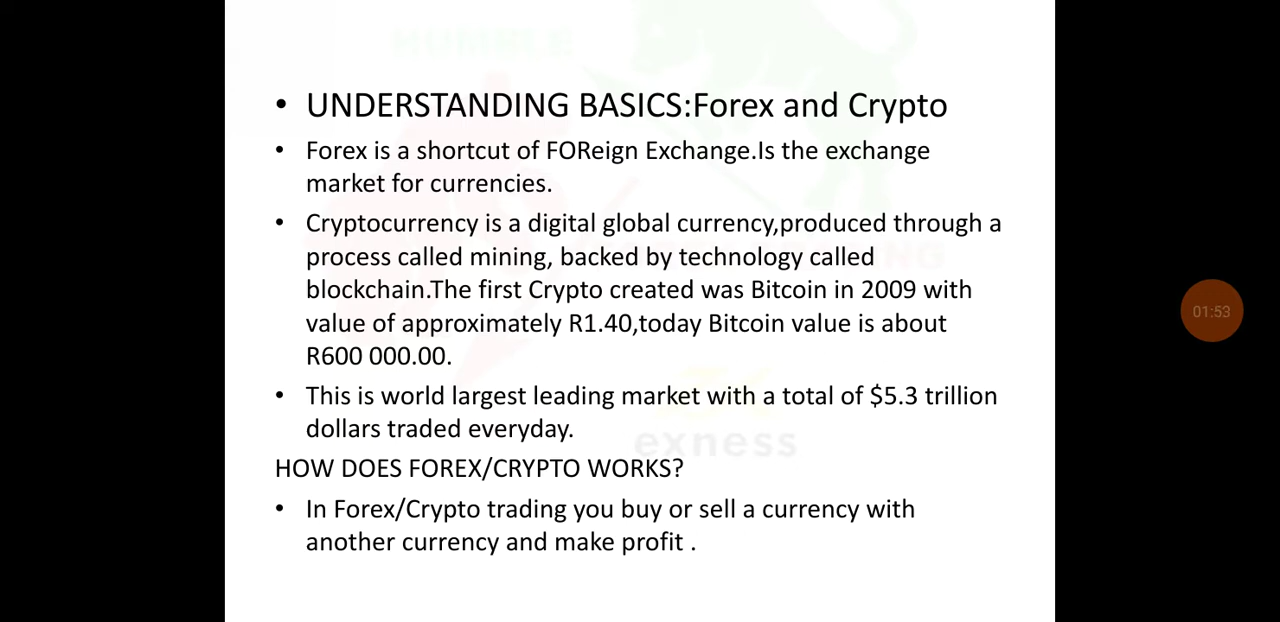 HUMBLE
• UNDERSTANDING BASICS:Forex and Crypto
• Forex is a shortcut of FOReign Exchange.Is the exchange
market for currencies.
• Cryptocurrency is a digital global currency,produced through a
process called mining, backed by technology called
blockchain.The first Crypto created was Bitcoin in 2009 with
value of approximately R1.40,today Bitcoin value is about
R600 000.00.
• This is world largest leading market with a total of $5.3 trillion
dollars traded everyday.
exness
HOW DOES FOREX/CRYPTO WORKS?
• In Forex/Crypto trading you buy or sell a currency with
another currency and make profit .
01:53